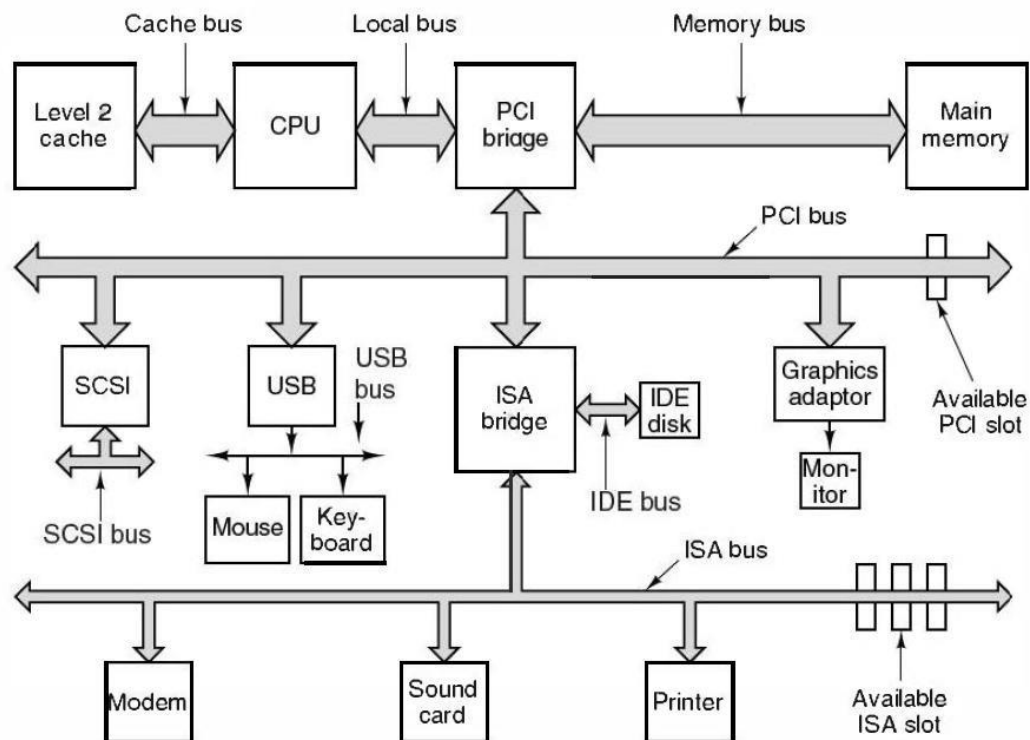 Cache bus
Local bus
Memory bus
Level 2
cache
CPU
PCI
bridge
Main
memory
PCI bus
SCSI
USB
USB
bus
ISA
bridge
IDE
disk
Graphics
adaptor
Available
PCI slot
Mon-
itor
IDE bus
SCSI bus
Mouse
Key-
board
ISA bus
Modem
Sound
card
Printer
Available
ISA slot